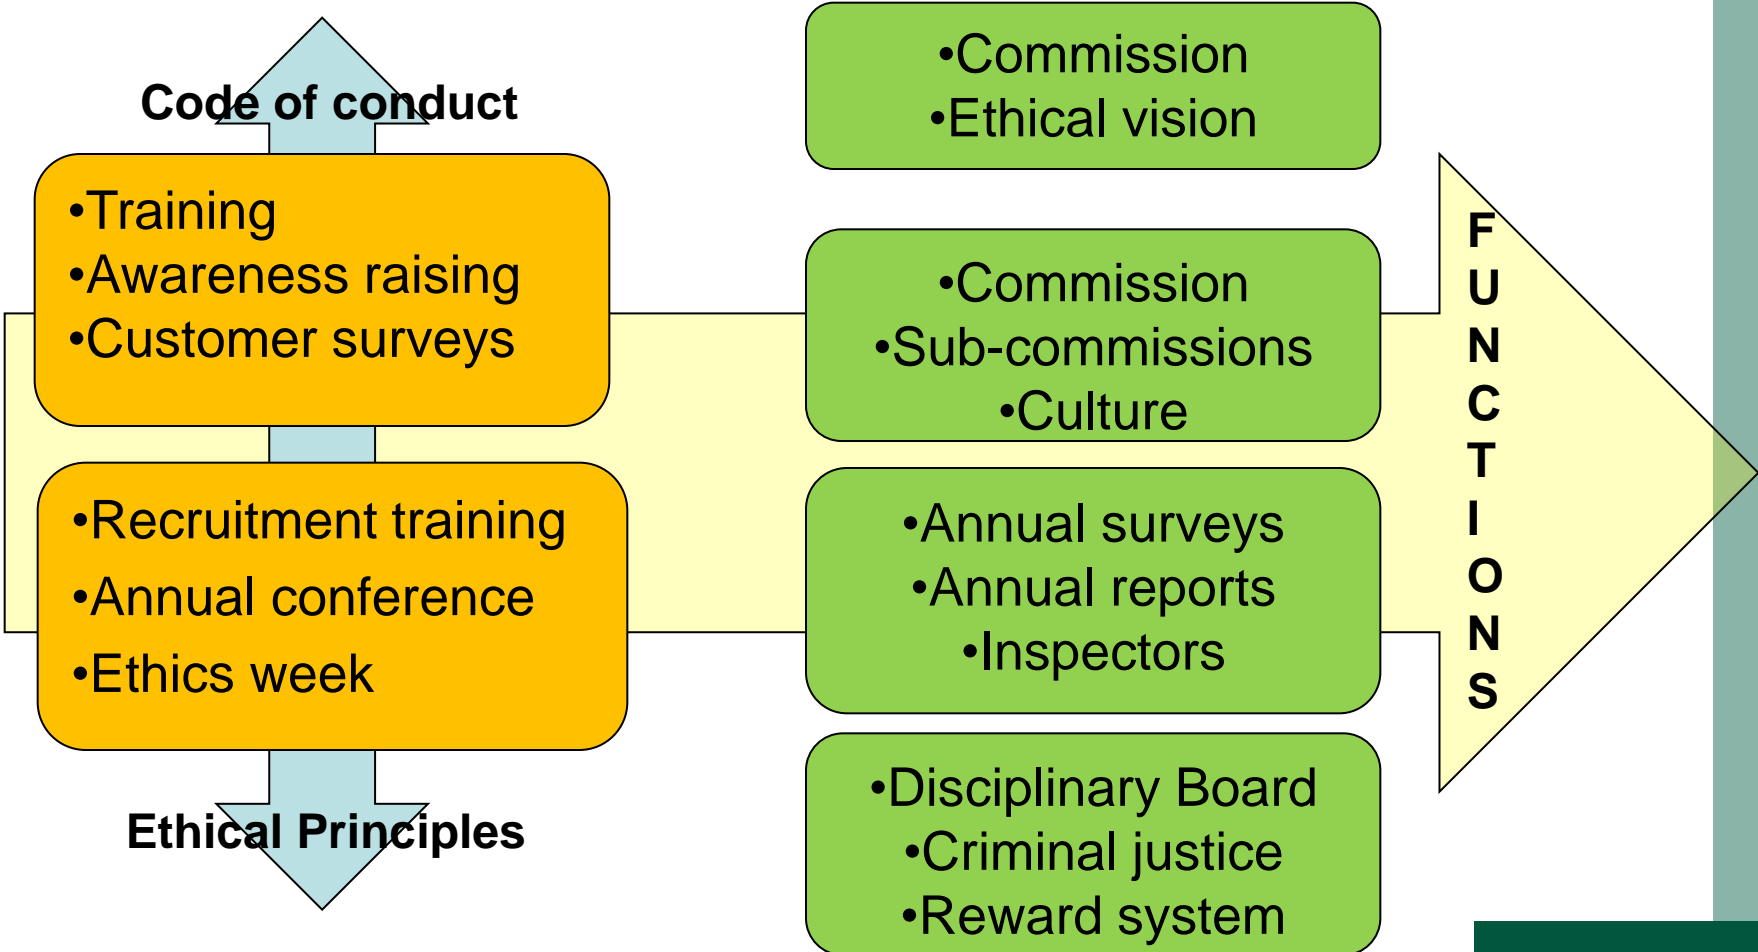 Code of conduct
•Training
•Awareness raising
•Customer surveys
•Recruitment training
•Annual conference
•Ethics week
Ethical Principles
•Commission
•Ethical vision
•Commission
•Sub-commissions
•Culture
•Annual surveys
•Annual reports
•Inspectors
•Disciplinary Board
•Criminal justice
•Reward system
F
U
N
C
T
I
O
N
S